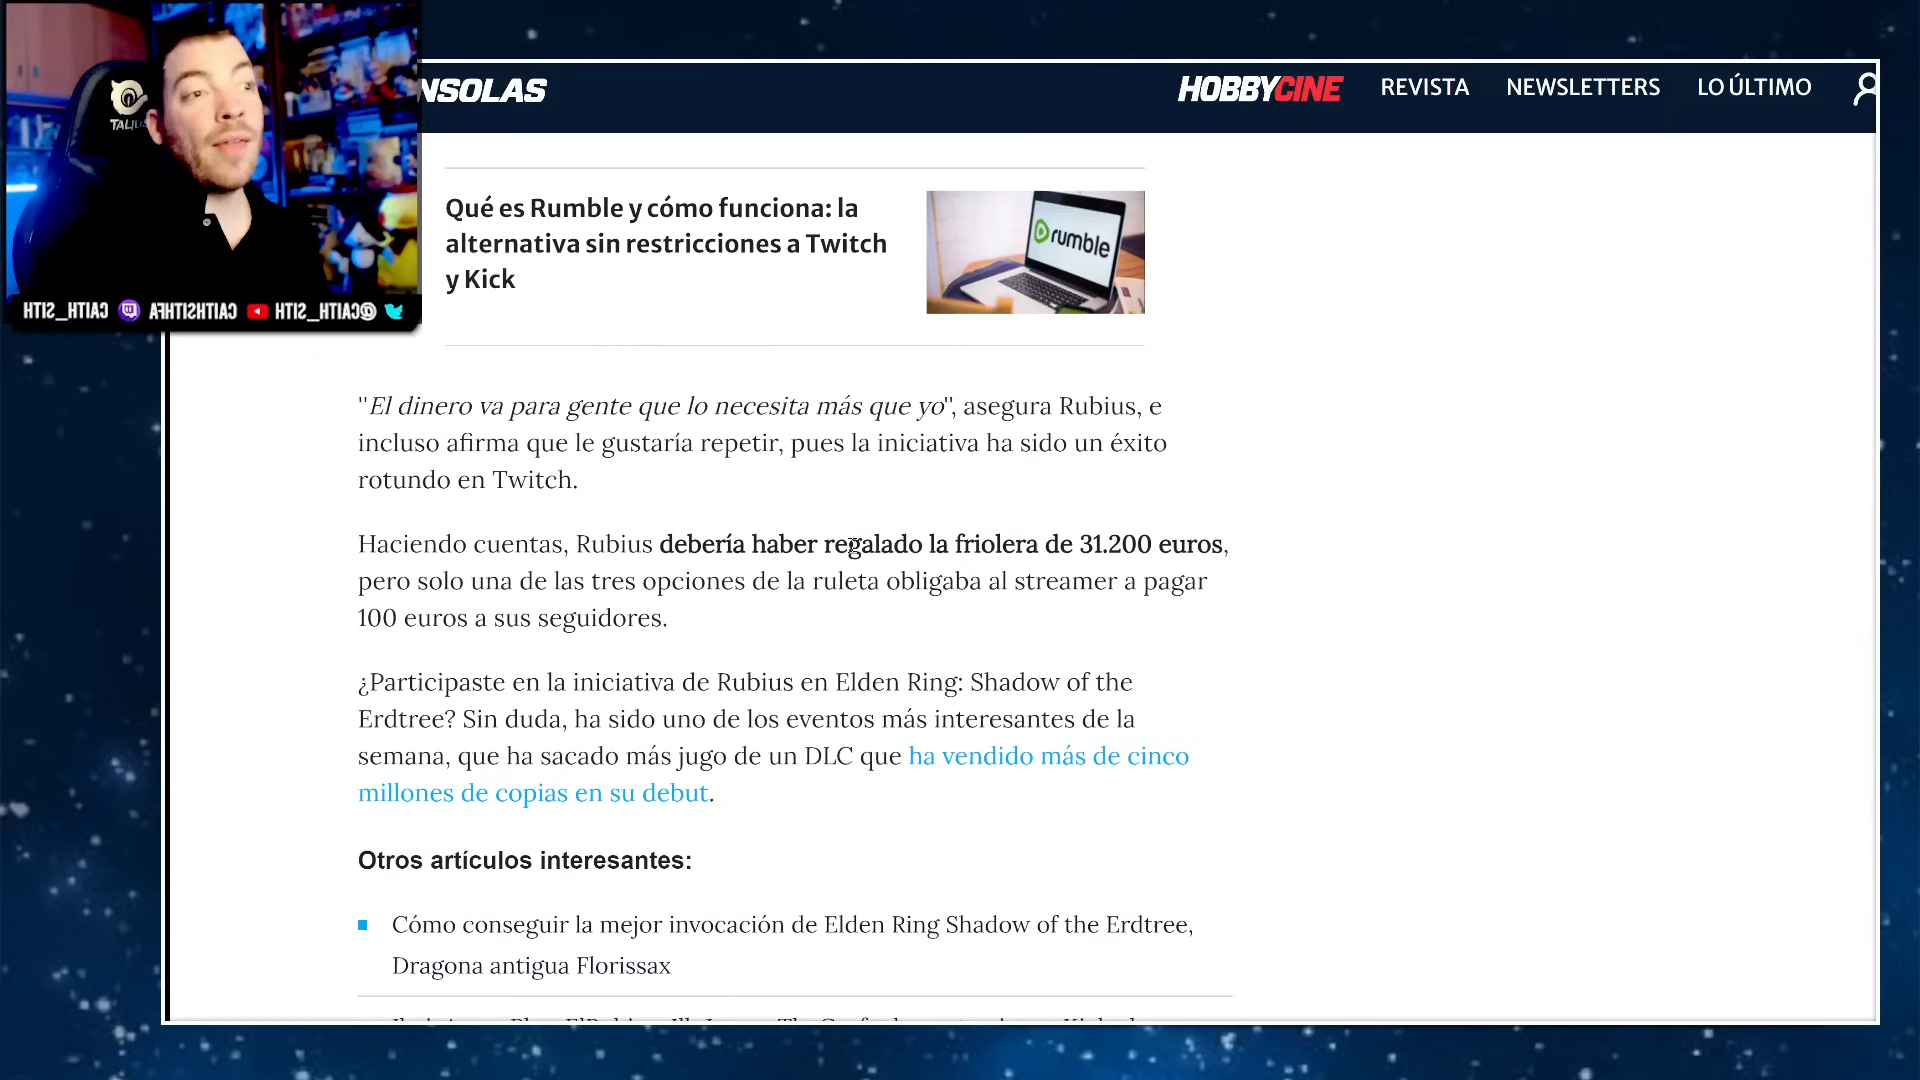 TALIUS
NSOLAS
HOBBYCINE
REVISTA
NEWSLETTERS
LO ÚLTIMO
Qué es Rumble y cómo funciona: la
alternativa sin restricciones a Twitch
y Kick
rumble
CAITH_SITH
CAITHSITHFA
@CAITH_SITH
"El dinero va para gente que lo necesita más que yo", asegura Rubius, e
incluso afirma que le gustaría repetir, pues la iniciativa ha sido un éxito
rotundo en Twitch.
Haciendo cuentas, Rubius debería haber regalado la friolera de 31.200 euros,
pero solo una de las tres opciones de la ruleta obligaba al streamer a pagar
100 euros a sus seguidores.
¿Participaste en la iniciativa de Rubius en Elden Ring: Shadow of the
Erdtree? Sin duda, ha sido uno de los eventos más interesantes de la
semana, que ha sacado más jugo de un DLC que ha vendido más de cinco
millones de copias en su debut.
Otros artículos interesantes:
Cómo conseguir la mejor invocación de Elden Ring Shadow of the Erdtree,
Dragona antigua Florissax